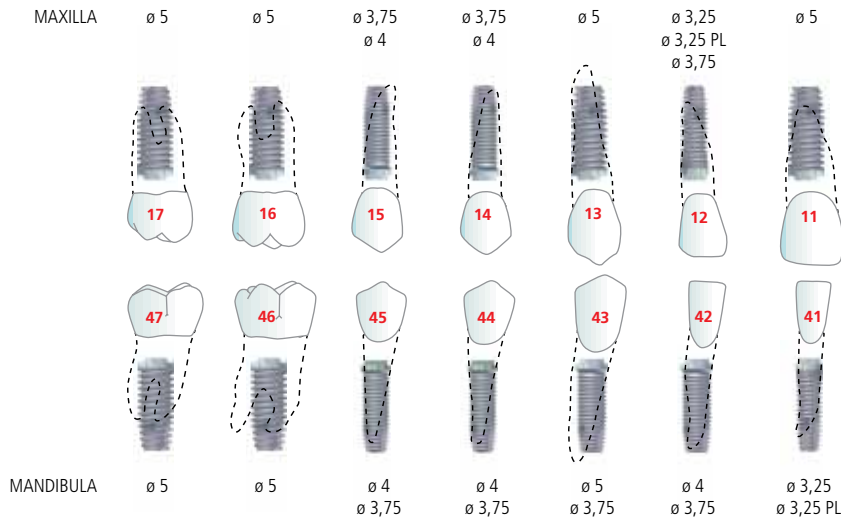 MAXILLA ø 5 ø 5 ø 3,75 ø 3,75 ø 5 ø 3,25 ø 5
ø 4 ø 4 ø 3,25 PL
ø 3,75
17 16 15 14 13 12 11
47 46 45 44 43 42 41
MANDIBULA ø 5 ø 5 ø 4 ø 4 ø 5 ø 4 ø 3,25
ø 3,75 ø 3,75 ø 3,75 ø 3,75 ø 3,25 PL